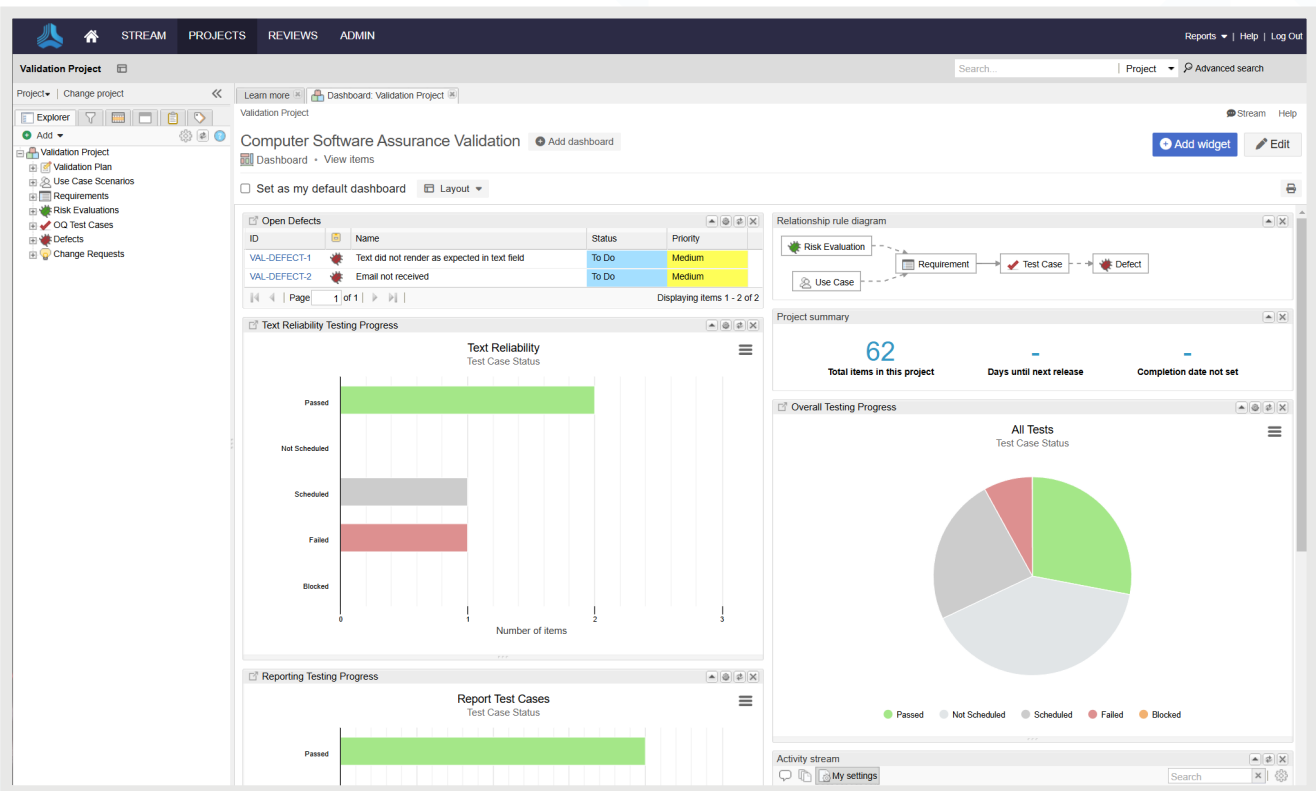 STREAM PROJECTS REVIEWS ADMIN Reports | Help | Log Out
Validation Project Search... Project Advanced search
Project | Change project
Learn more Dashboard: Validation Project
Explorer
Add
Validation Project
Validation Plan
Use Case Scenarios
Requirements
Risk Evaluations
OQ Test Cases
Defects
Change Requests
Validation Project Stream Help
Computer Software Assurance Validation Add dashboard Add widget Edit
Dashboard • View items
Set as my default dashboard Layout
Open Defects
ID Name Status Priority
VAL-DEFECT-1 Text did not render as expected in text field To Do Medium
VAL-DEFECT-2 Email not received To Do Medium
Page 1 of 1 Displaying items 1 - 2 of 2
Text Reliability Testing Progress
Text Reliability
Test Case Status
Passed
Not Scheduled
Scheduled
Failed
Blocked
0 1 2 3
Number of items
Reporting Testing Progress
Report Test Cases
Test Case Status
Passed
Relationship rule diagram
Risk Evaluation
Requirement Test Case Defect
Use Case
Project summary
62 - -
Total items in this project Days until next release Completion date not set
Overall Testing Progress
All Tests
Test Case Status
Passed Not Scheduled Scheduled Failed Blocked
Activity stream
My settings Search